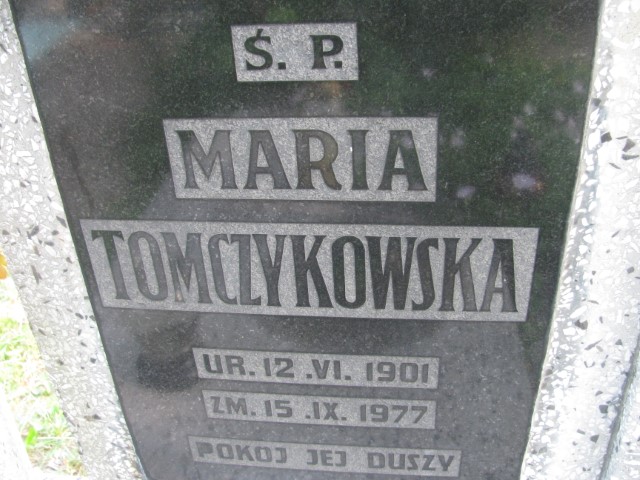 Ś. P.
MARIA
TOMCZYKOWSKA
UR. 12 .VI. 1901
ZM. 15 .IX. 1977
POKOJ JEJ DUSZY